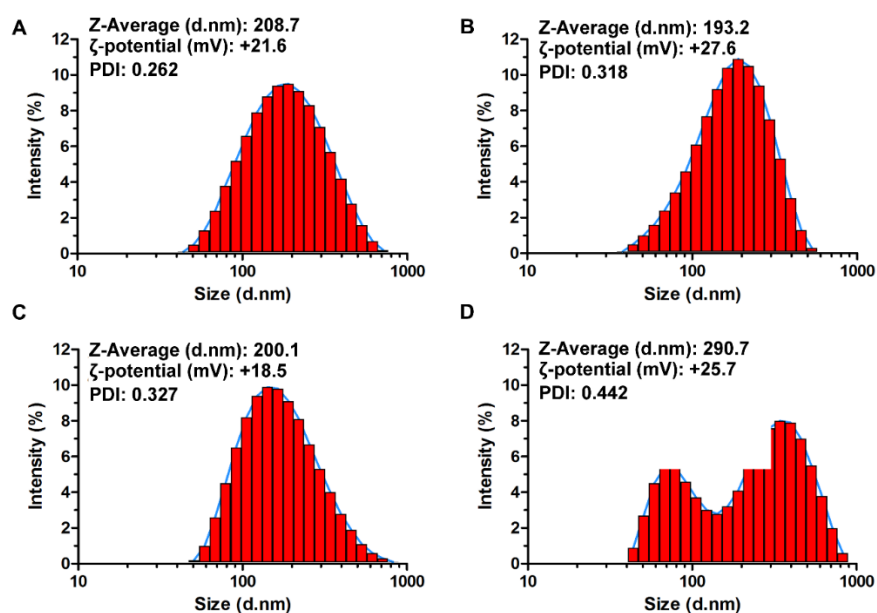 A
Z-Average (d.nm): 208.7
ζ-potential (mV): +21.6
PDI: 0.262
12
10
8
6
4
2
0
Intensity (%)
10
100
1000
Size (d.nm)
B
Z-Average (d.nm): 193.2
ζ-potential (mV): +27.6
PDI: 0.318
12
10
8
6
4
2
0
Intensity (%)
10
100
1000
Size (d.nm)
C
Z-Average (d.nm): 200.1
ζ-potential (mV): +18.5
PDI: 0.327
12
10
8
6
4
2
0
Intensity (%)
10
100
1000
Size (d.nm)
D
Z-Average (d.nm): 290.7
ζ-potential (mV): +25.7
PDI: 0.442
12
10
8
6
4
2
0
Intensity (%)
10
100
1000
Size (d.nm)